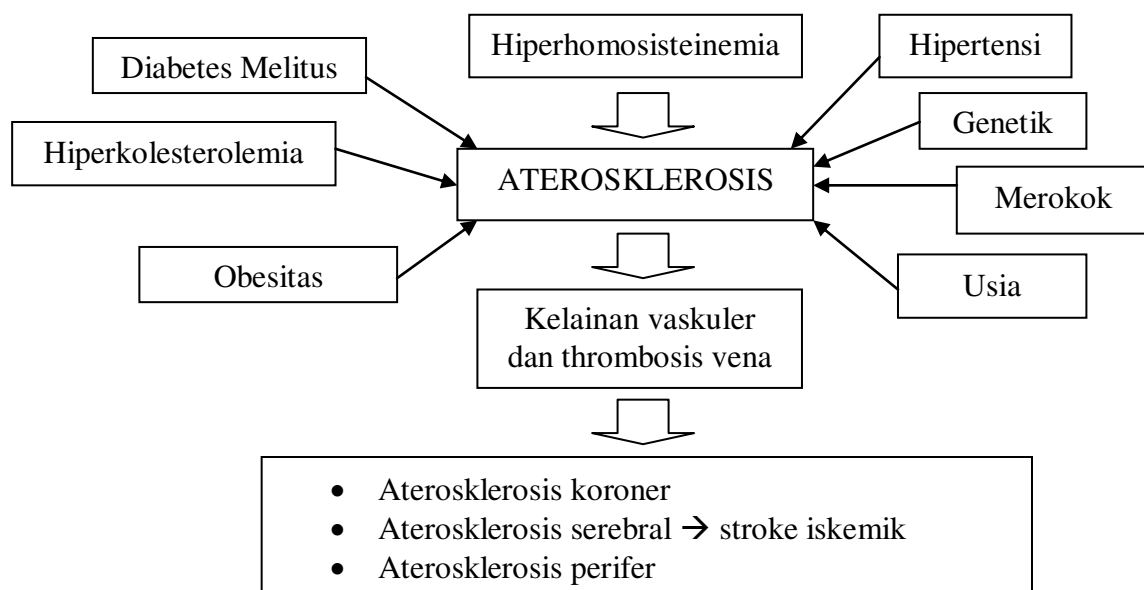 Hiperhomosisteinemia
Hipertensi
Diabetes Melitus
Genetik
Hiperkolesterolemia
ATEROSKLEROSIS
Merokok
Obesitas
Usia
Kelainan vaskuler
dan thrombosis vena
• Aterosklerosis koroner
• Aterosklerosis serebral → stroke iskemik
• Aterosklerosis perifer